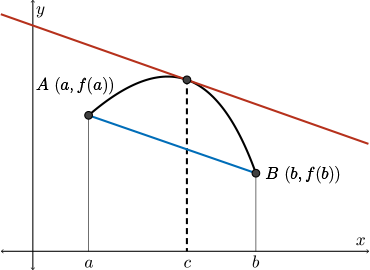 y
A (a, f(a))
B (b, f(b))
x
a c b